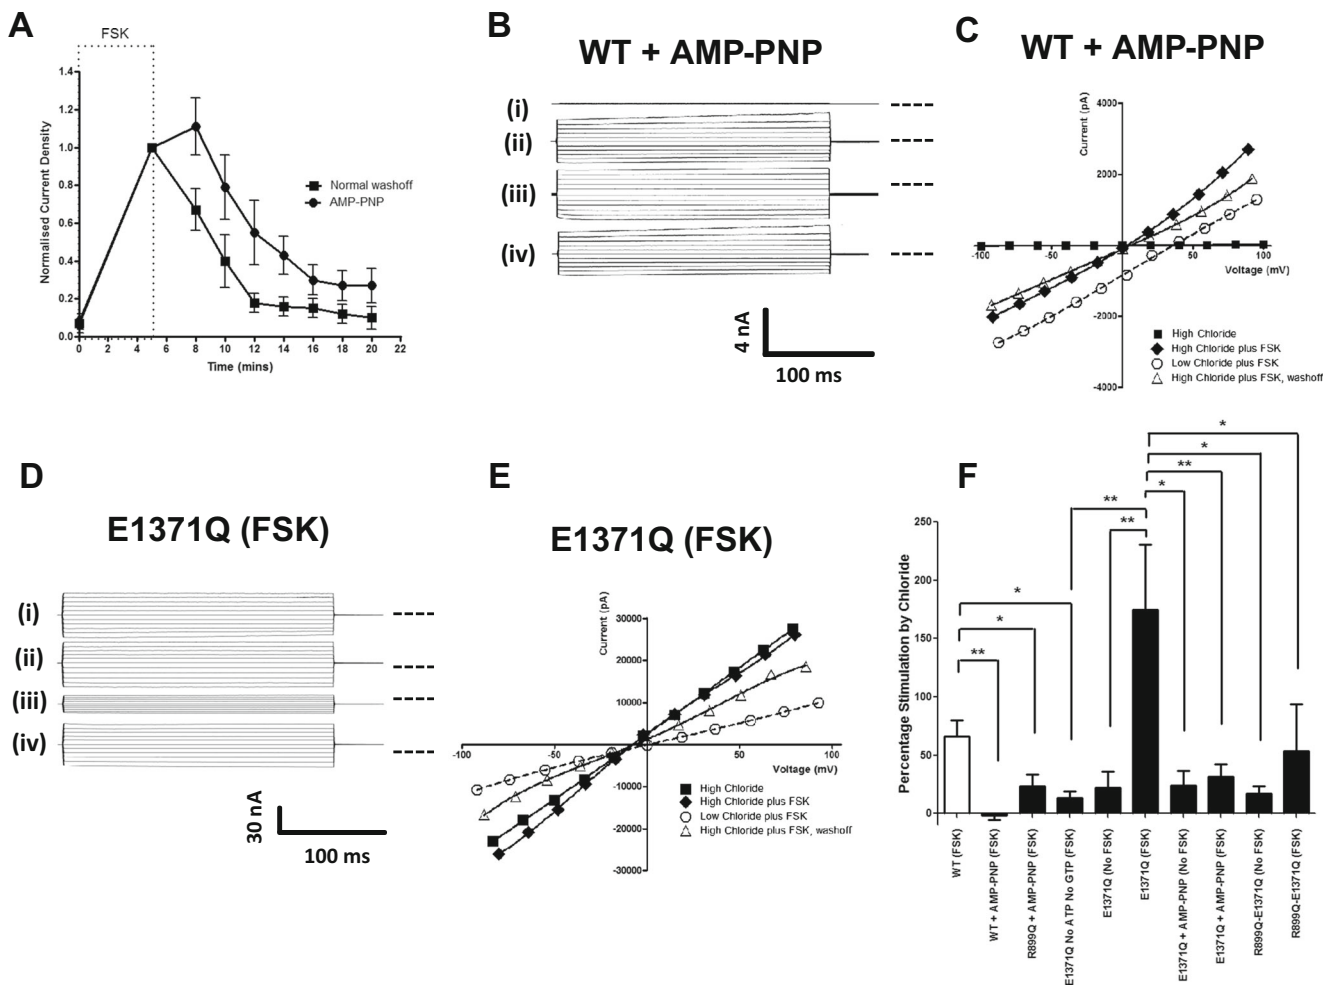 A
FSK
Normalised Current Density
1.4
1.2
1.0
0.8
0.6
0.4
0.2
0.0
0 2 4 6 8 10 12 14 16 18 20 22
Time (mins)
Normal washoff
AMP-PNP
B
WT + AMP-PNP
(i)
(ii)
(iii)
(iv)
4 nA
100 ms
C
WT + AMP-PNP
Current (pA)
4000
2000
-2000
-4000
-100 -50 50 100
Voltage (mV)
High Chloride
High Chloride plus FSK
Low Chloride plus FSK
High Chloride plus FSK, washoff
D
E1371Q (FSK)
(i)
(ii)
(iii)
(iv)
30 nA
100 ms
E
E1371Q (FSK)
Current (pA)
30000
20000
10000
-10000
-20000
-30000
-100 -50 50 100
Voltage (mV)
High Chloride
High Chloride plus FSK
Low Chloride plus FSK
High Chloride plus FSK, washoff
F
Percentage Stimulation by Chloride
250
200
150
100
50
0
*
*
**
*
**
**
*
*
**
WT (FSK)
WT + AMP-PNP (FSK)
R899Q + AMP-PNP (FSK)
E1371Q No ATP No GTP (FSK)
E1371Q (No FSK)
E1371Q (FSK)
E1371Q + AMP-PNP (No FSK)
E1371Q + AMP-PNP (FSK)
R899Q-E1371Q (No FSK)
R899Q-E1371Q (FSK)